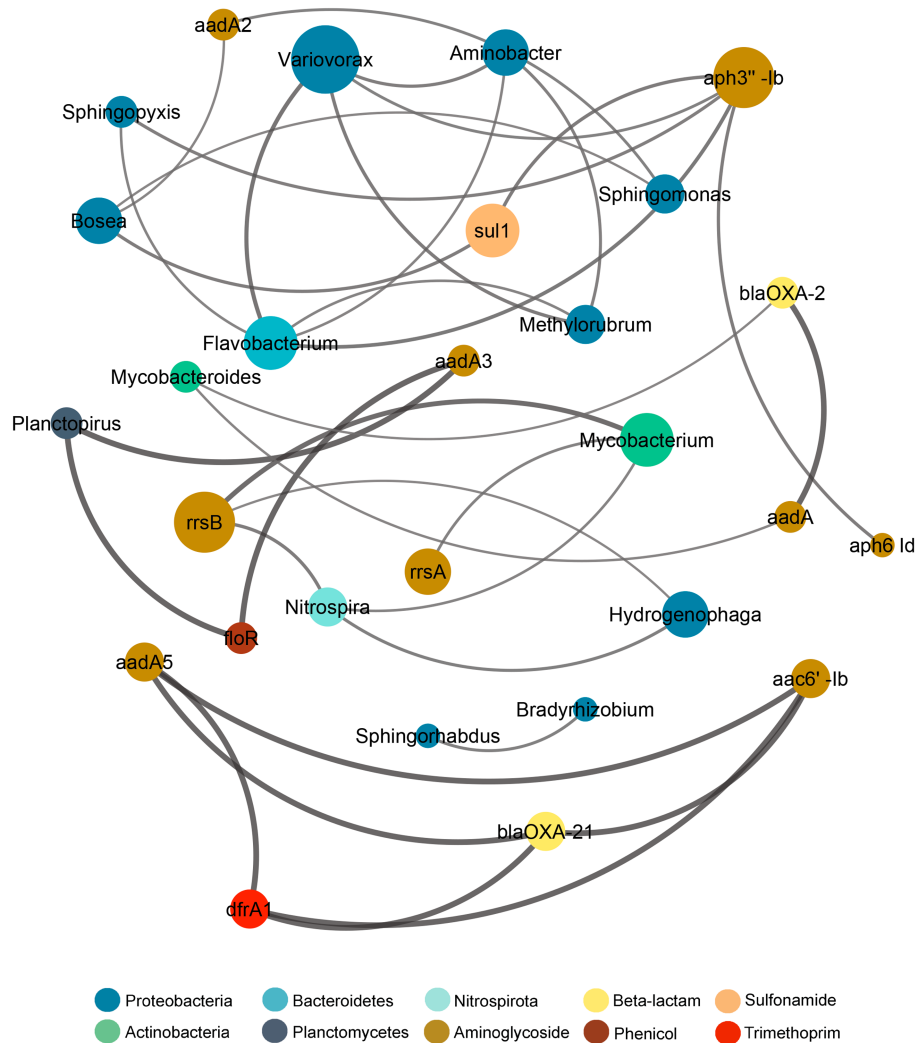 aadA2
Variovorax
Aminobacter
aph3" -Ib
Sphingopyxis
Sphingomonas
Bosea
sul1
blaOXA-2
Methylorubrum
Flavobacterium
aadA3
Mycobacteroides
Planctopirus
Mycobacterium
rrsB
aadA
aph6 Id
rrsA
Nitrospira
Hydrogenophaga
floR
aadA5
aac6' -Ib
Bradyrhizobium
Sphingorhabdus
blaOXA-21
dfrA1
Proteobacteria Bacteroidetes Nitrospirota Beta-lactam Sulfonamide
Actinobacteria Planctomycetes Aminoglycoside Phenicol Trimethoprim